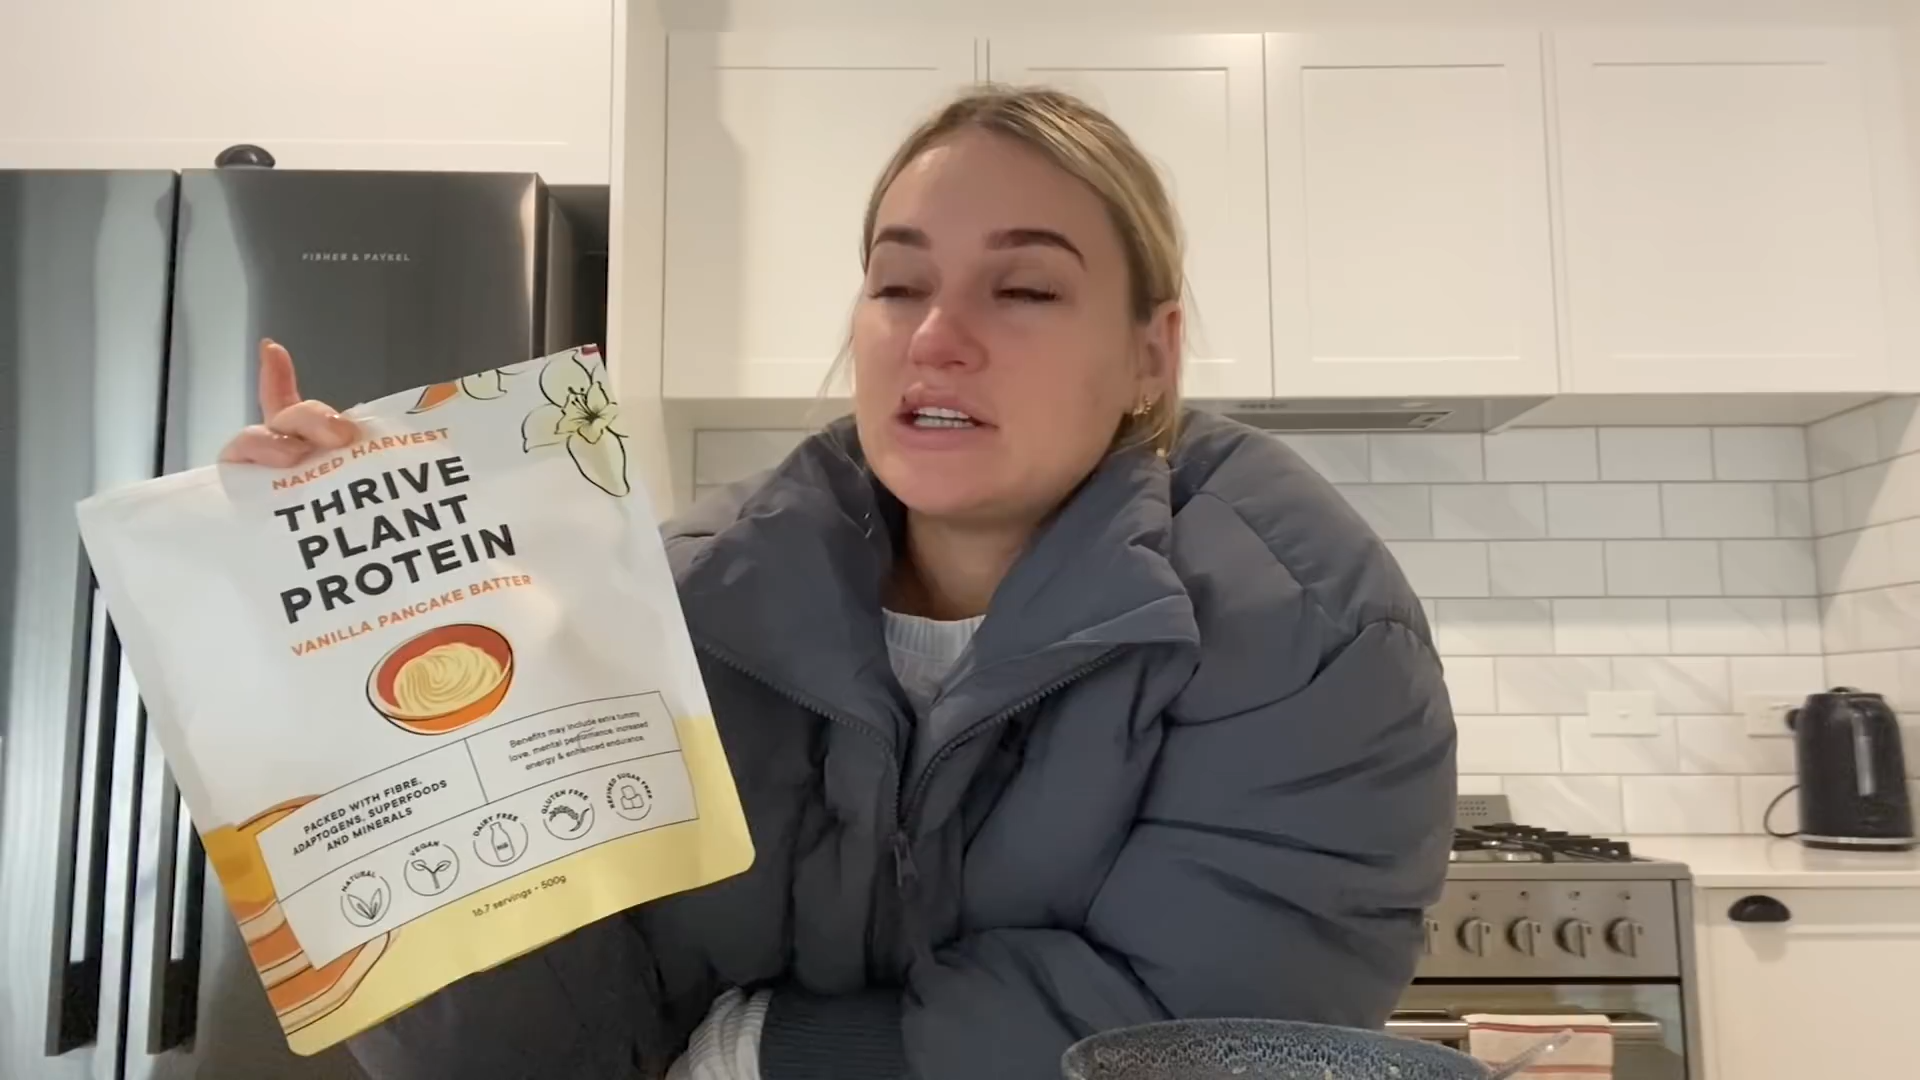 FISHER & PAYKEL
NAKED HARVEST
THRIVE
PLANT
PROTEIN
VANILLA PANCAKE BATTER
Benefits may include extra tummy
love, mental performance, increased
energy & enhanced endurance.
PACKED WITH FIBRE,
ADAPTOGENS, SUPERFOODS
AND MINERALS
NATURAL
VEGAN
DAIRY FREE
GLUTEN FREE
REFINED SUGAR FREE
16.7 servings • 500g